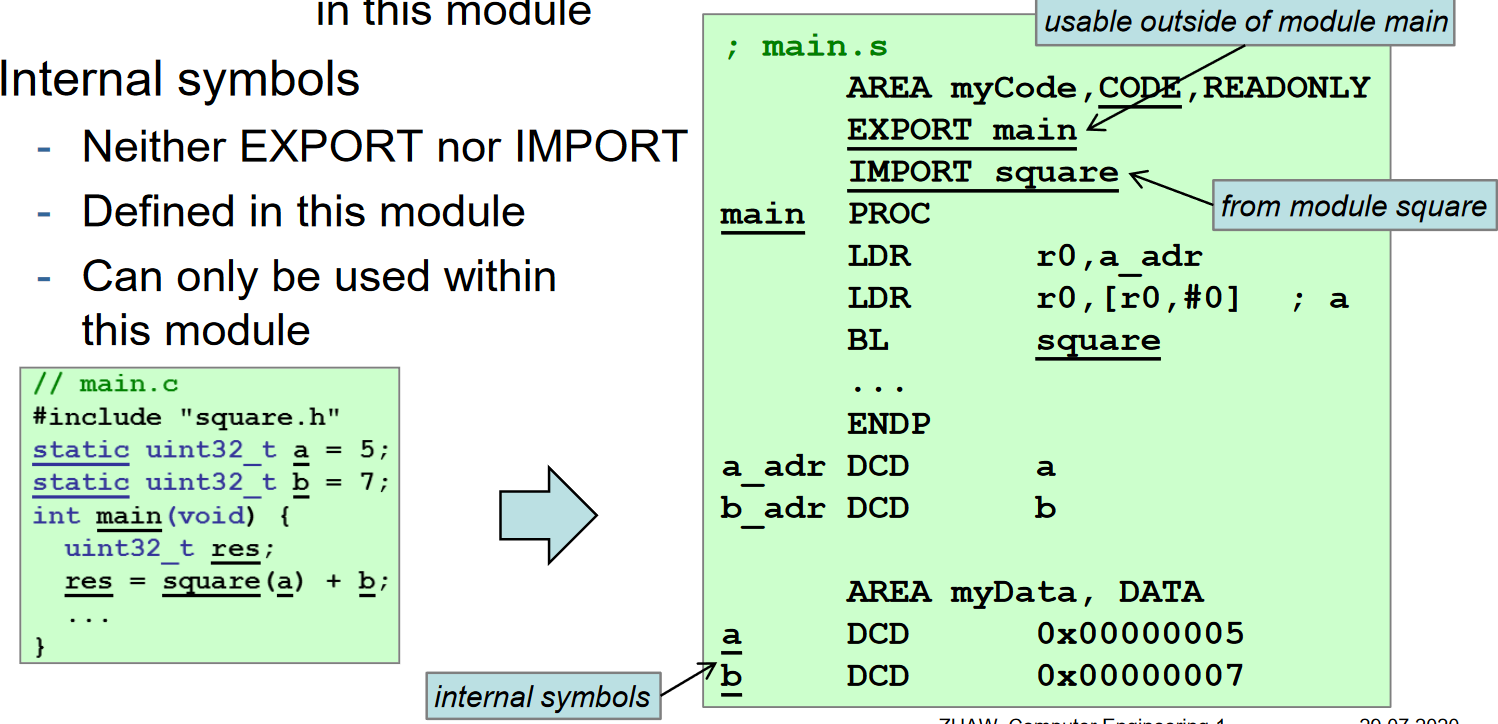 in this module
Internal symbols
- Neither EXPORT nor IMPORT
- Defined in this module
- Can only be used within
this module
// main.c
#include "square.h"
static uint32_t a = 5;
static uint32_t b = 7;
int main(void) {
uint32_t res;
res = square(a) + b;
...
}
internal symbols
usable outside of module main
; main.s
AREA myCode,CODE,READONLY
EXPORT main
IMPORT square
from module square
main PROC
LDR r0,a_adr
LDR r0,[r0,#0] ; a
BL square
...
ENDP
a_adr DCD a
b_adr DCD b
AREA myData, DATA
a DCD 0x00000005
b DCD 0x00000007
ZHAW, Computer Engineering 1
29.07.2020